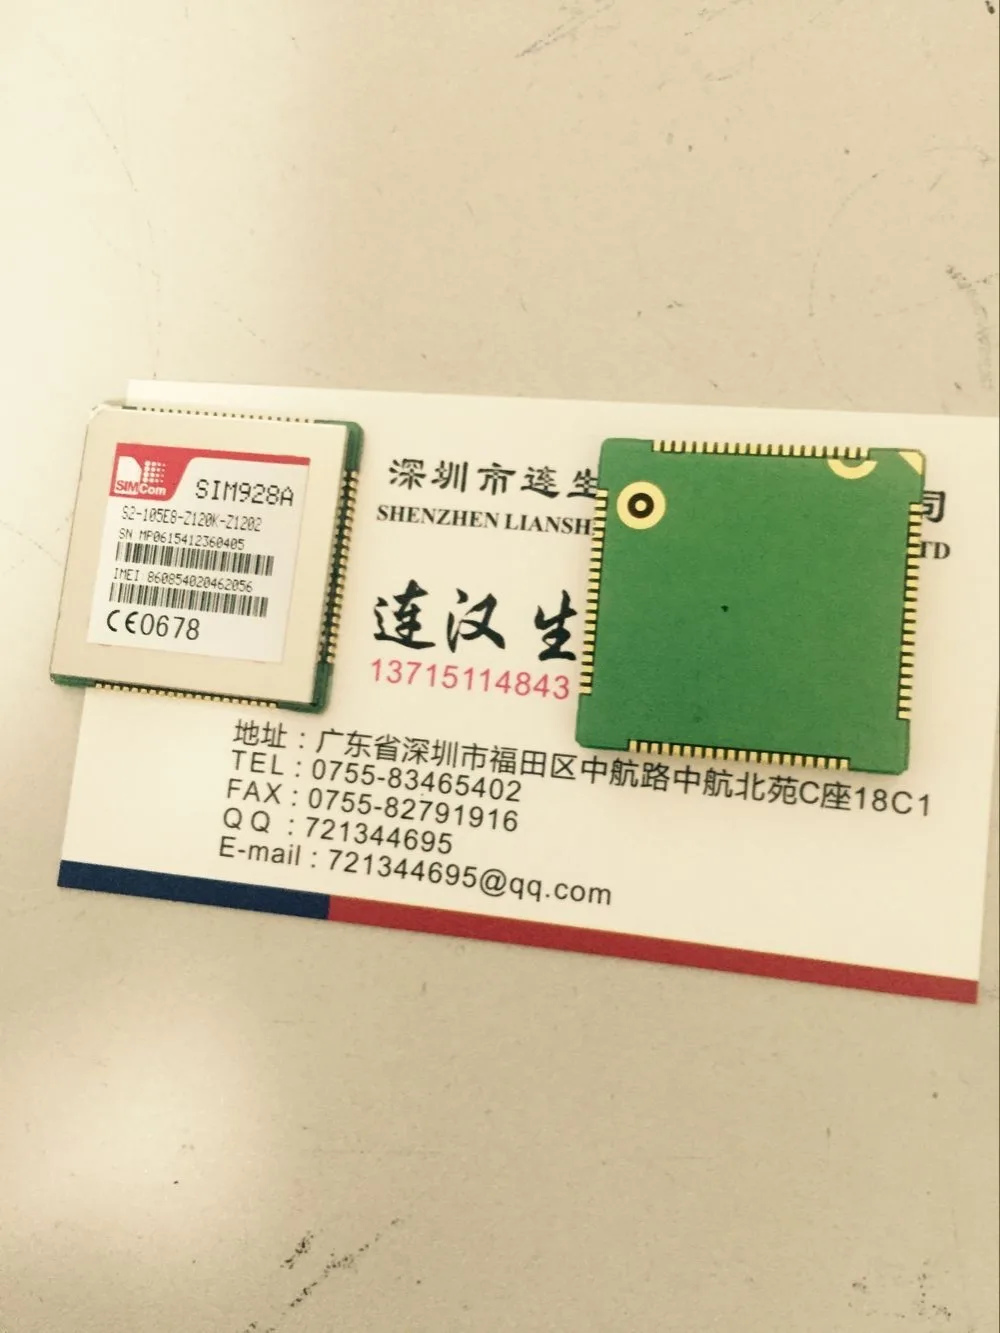 SIMCom
SIM928A
S2-105E8-Z120K-Z1202
SN MP0615412360405
IMEI 860854020462056
CE0678
深圳市莲生 司
SHENZHEN LIANSH TD
连汉生
13715114843
地址：广东省深圳市福田区中航路中航北苑C座18C1
TEL：0755-83465402
FAX：0755-82791916
QQ ：721344695
E-mail：721344695@qq.com